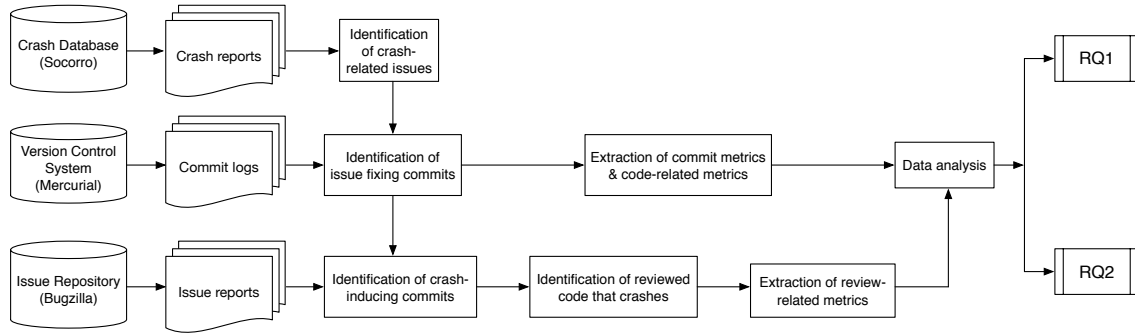 Crash Database
(Socorro)
Crash reports
Identification
of crash-
related issues
RQ1
Version Control
System
(Mercurial)
Commit logs
Identification of
issue fixing commits
Extraction of commit metrics
& code-related metrics
Data analysis
Issue Repository
(Bugzilla)
Issue reports
Identification of crash-
inducing commits
Identification of reviewed
code that crashes
Extraction of review-
related metrics
RQ2